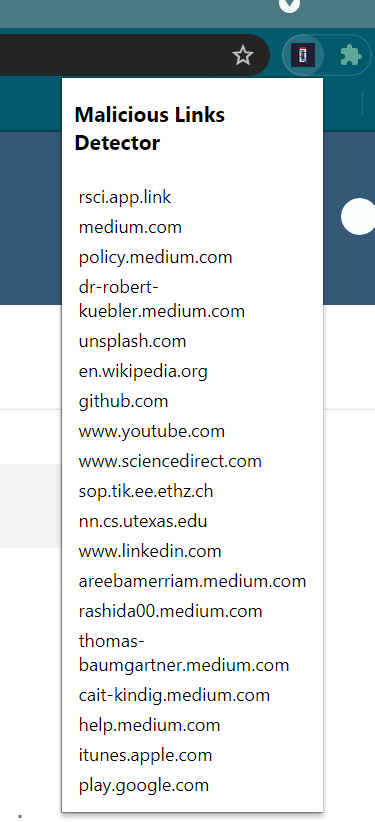 Malicious Links
Detector
rsci.app.link
medium.com
policy.medium.com
dr-robert-
kuebler.medium.com
unsplash.com
en.wikipedia.org
github.com
www.youtube.com
www.sciencedirect.com
sop.tik.ee.ethz.ch
nn.cs.utexas.edu
www.linkedin.com
areebamerriam.medium.com
rashida00.medium.com
thomas-
baumgartner.medium.com
cait-kindig.medium.com
help.medium.com
itunes.apple.com
play.google.com